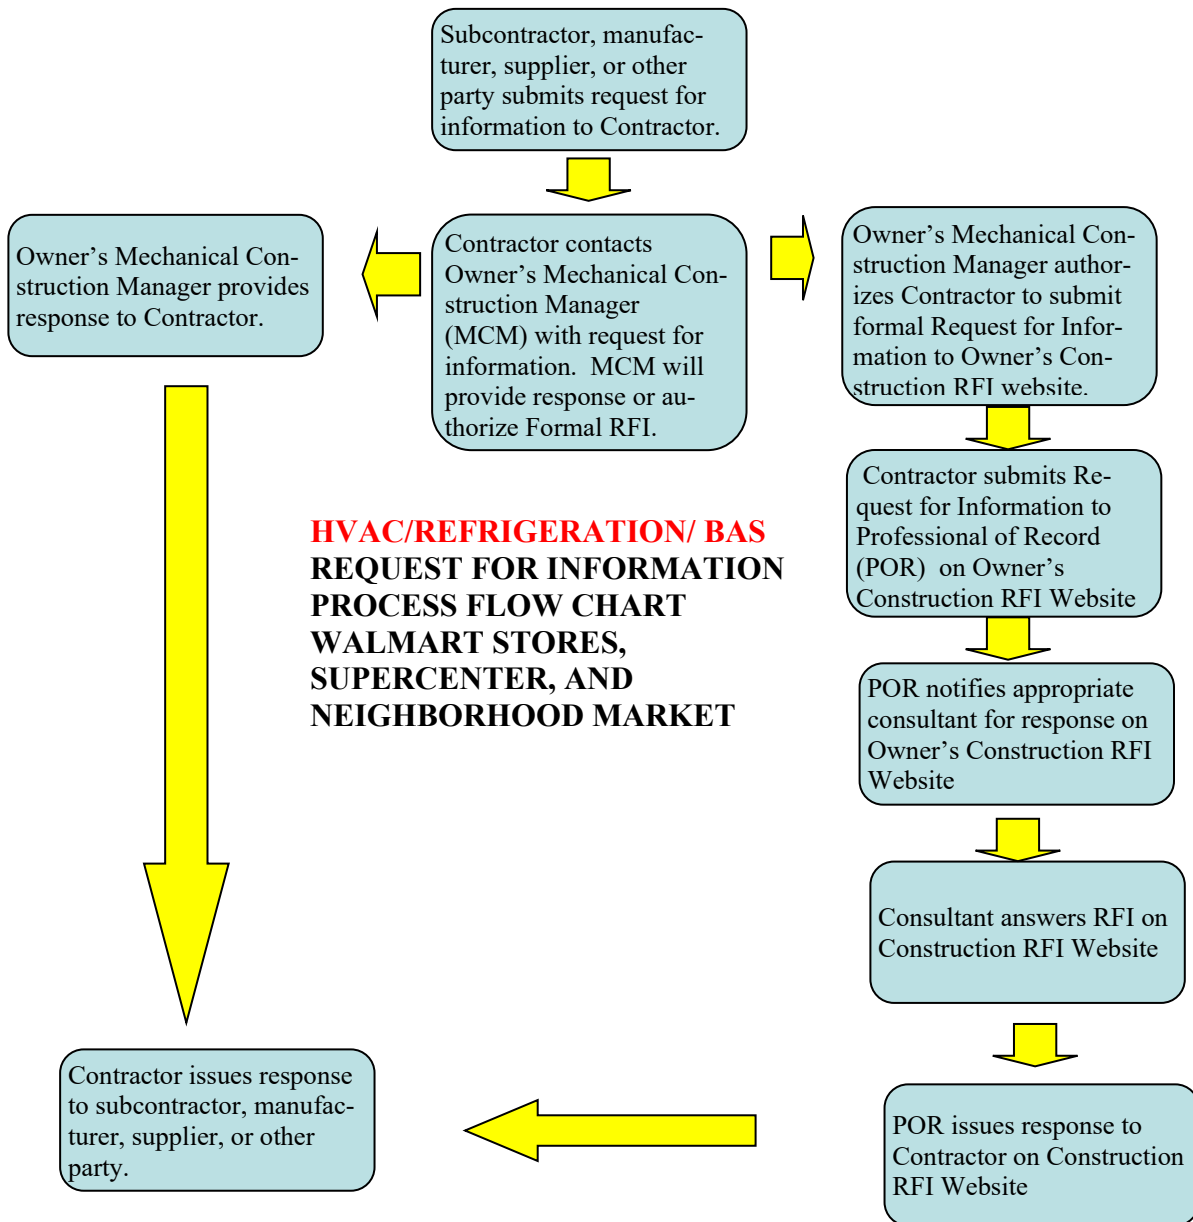 Subcontractor, manufac-
turer, supplier, or other
party submits request for
information to Contractor.
Owner's Mechanical Con-
struction Manager provides
response to Contractor.
Contractor contacts
Owner's Mechanical Con-
struction Manager
(MCM) with request for
information.  MCM will
provide response or au-
thorize Formal RFI.
Owner's Mechanical Con-
struction Manager author-
izes Contractor to submit
formal Request for Infor-
mation to Owner's Con-
struction RFI website.
Contractor submits Re-
quest for Information to
Professional of Record
(POR)  on Owner's
Construction RFI Website
HVAC/REFRIGERATION/ BAS
REQUEST FOR INFORMATION
PROCESS FLOW CHART
WALMART STORES,
SUPERCENTER, AND
NEIGHBORHOOD MARKET
POR notifies appropriate
consultant for response on
Owner's Construction RFI
Website
Consultant answers RFI on
Construction RFI Website
Contractor issues response
to subcontractor, manufac-
turer, supplier, or other
party.
POR issues response to
Contractor on Construction
RFI Website